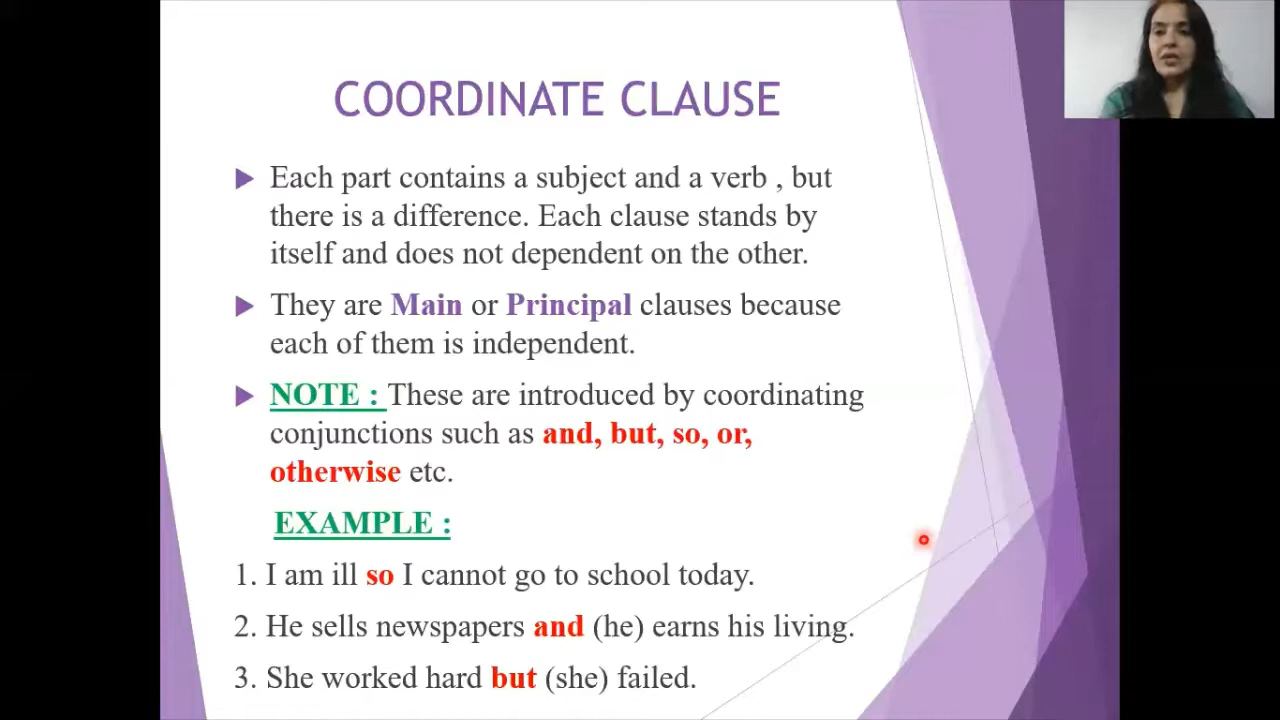 COORDINATE CLAUSE
Each part contains a subject and a verb , but
there is a difference. Each clause stands by
itself and does not dependent on the other.
They are Main or Principal clauses because
each of them is independent.
NOTE : These are introduced by coordinating
conjunctions such as and, but, so, or,
otherwise etc.
EXAMPLE :
1. I am ill so I cannot go to school today.
2. He sells newspapers and (he) earns his living.
3. She worked hard but (she) failed.